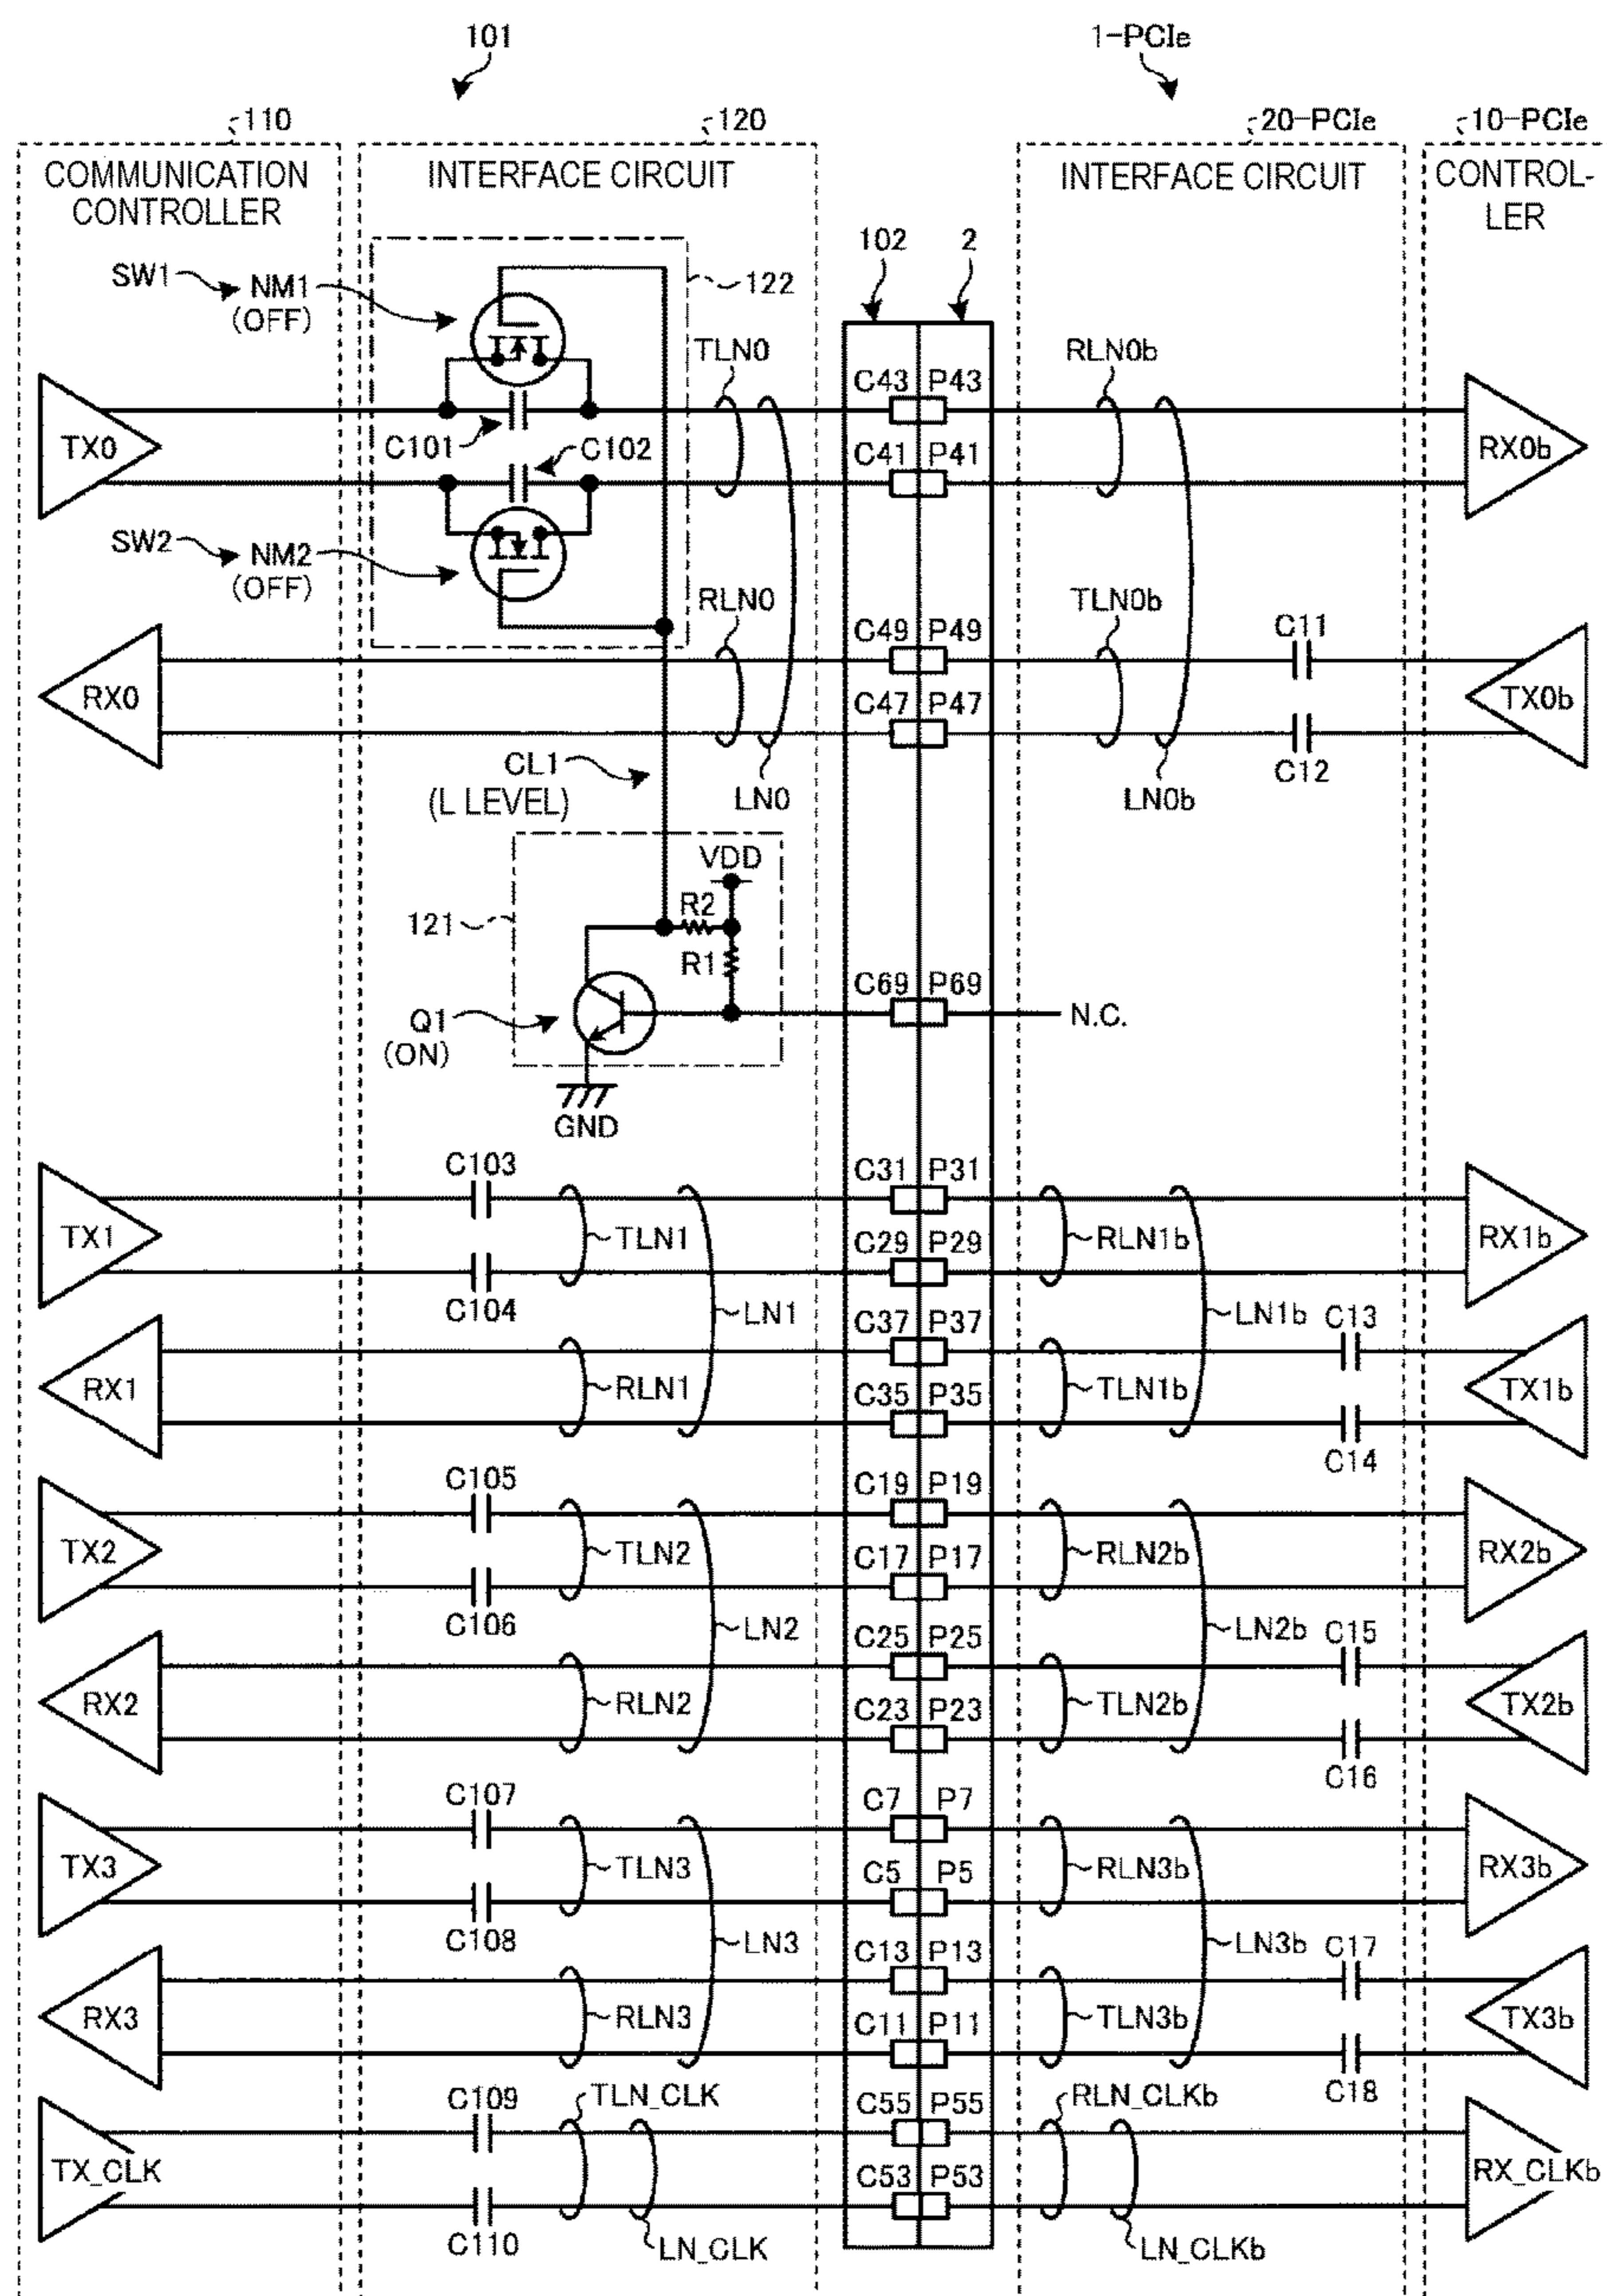 101
1-PCIe
110
120
20-PCIe
10-PCIe
COMMUNICATION
CONTROLLER
INTERFACE CIRCUIT
INTERFACE CIRCUIT
CONTROL-
LER
102
2
SW1
NM1
(OFF)
122
TLN0
RLN0b
C43 P43
TX0
C101
C102
C41 P41
RX0b
SW2
NM2
(OFF)
RLN0
TLN0b
C49 P49
C11
RX0
C47 P47
TX0b
C12
CL1
(L LEVEL)
LN0
LN0b
VDD
R2
121
R1
C69 P69
Q1
(ON)
N.C.
GND
C103
C31 P31
TX1
TLN1
C29 P29
RLN1b
RX1b
C104
LN1
C37 P37
LN1b
C13
RX1
RLN1
C35 P35
TLN1b
TX1b
C14
C105
C19 P19
TX2
TLN2
C17 P17
RLN2b
RX2b
C106
LN2
C25 P25
LN2b
C15
RX2
RLN2
C23 P23
TLN2b
TX2b
C16
C107
C7 P7
TX3
TLN3
C5 P5
RLN3b
RX3b
C108
LN3
C13 P13
LN3b
C17
RX3
RLN3
C11 P11
TLN3b
TX3b
C18
C109
TLN_CLK
C55 P55
RLN_CLKb
TX_CLK
C53 P53
RX_CLKb
C110
LN_CLK
LN_CLKb